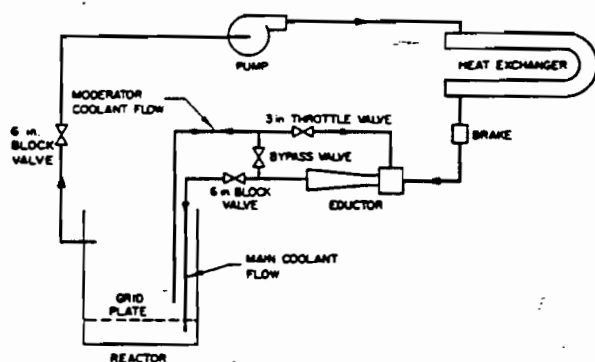 PUMP
HEAT EXCHANGER
MODERATOR
COOLANT FLOW
3 in THROTTLE VALVE
6 in.
BLOCK
VALVE
BRAKE
BYPASS VALVE
6 in BLOCK
VALVE
EDUCTOR
MAIN COOLANT
FLOW
GRID
PLATE
REACTOR